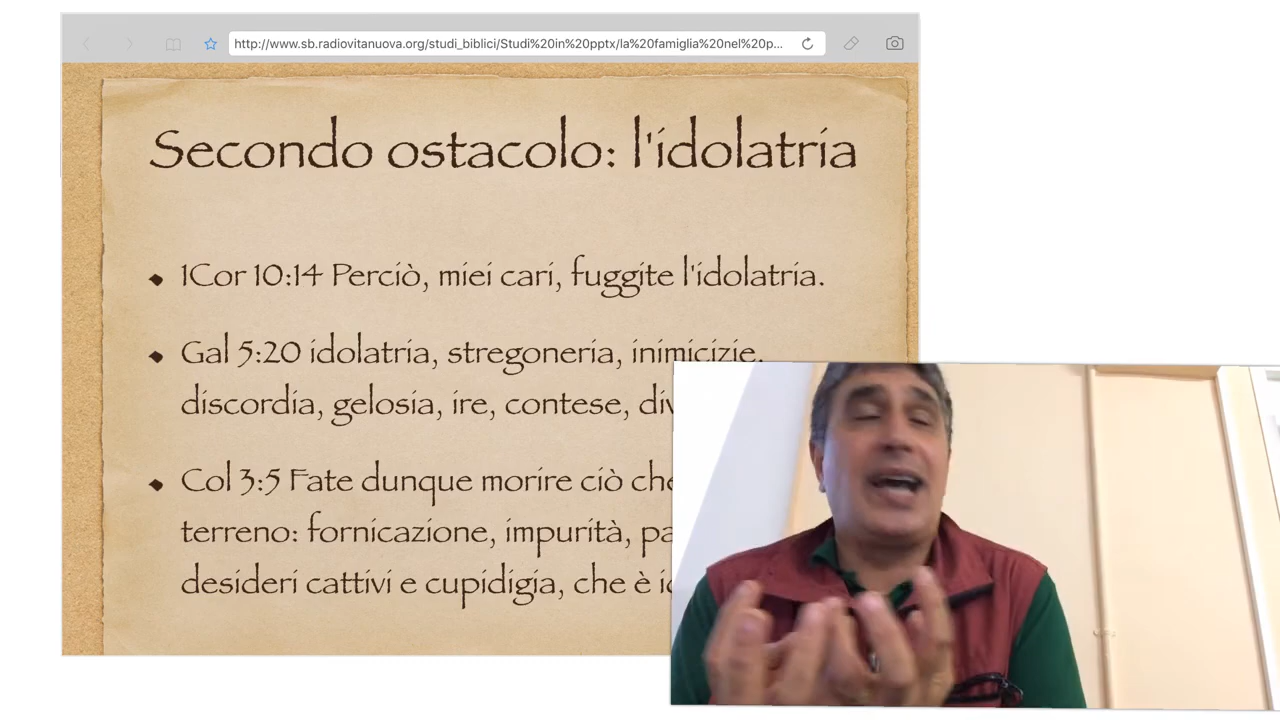 http://www.sb.radiovitanuova.org/studi_biblici/Studi%20in%20pptx/la%20famiglia%20nel%20p...
Secondo ostacolo: l'idolatria
1Cor 10:14 Perciò, miei cari, fuggite l'idolatria.
Gal 5:20 idolatria, stregoneria, inimicizie,
discordia, gelosia, ire, contese,
Col 3:5 Fate dunque morire ciò che
terreno: fornicazione, impurità,
desideri cattivi e cupidigia, che è